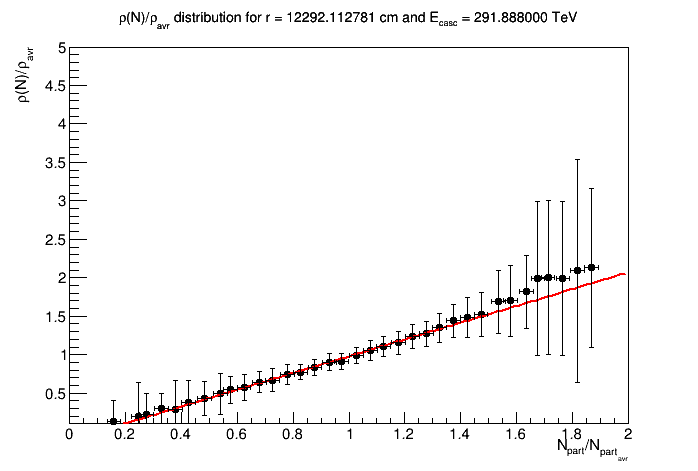 ρ(N)/ρavr distribution for r = 12292.112781 cm and Ecasc = 291.888000 TeV
ρ(N)/ρavr
5
4.5
4
3.5
3
2.5
2
1.5
1
0.5
0 0.2 0.4 0.6 0.8 1 1.2 1.4 1.6 1.8 2
Npart/Npartavr